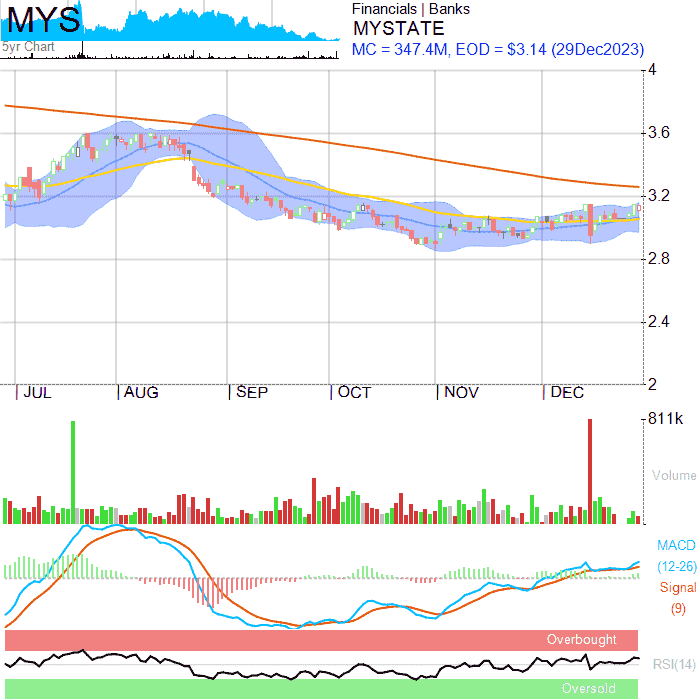 MYS
5yr Chart
Financials | Banks
MYSTATE
MC = 347.4M, EOD = $3.14 (29Dec2023)
4
3.6
3.2
2.8
2.4
2
JUL AUG SEP OCT NOV DEC
811k
Volume
MACD
(12-26)
Signal
(9)
Overbought
RSI(14)
Oversold